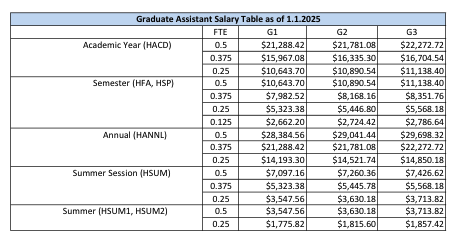 Graduate Assistant Salary Table as of 1.1.2025
FTE G1 G2 G3
Academic Year (HACD) 0.5 $21,288.42 $21,781.08 $22,272.72
0.375 $15,967.08 $16,335.30 $16,704.54
0.25 $10,643.70 $10,890.54 $11,138.40
Semester (HFA, HSP) 0.5 $10,643.70 $10,890.54 $11,138.40
0.375 $7,982.52 $8,168.16 $8,351.76
0.25 $5,323.38 $5,446.80 $5,568.18
0.125 $2,662.20 $2,724.42 $2,786.64
Annual (HANNL) 0.5 $28,384.56 $29,041.44 $29,698.32
0.375 $21,288.42 $21,781.08 $22,272.72
0.25 $14,193.30 $14,521.74 $14,850.18
Summer Session (HSUM) 0.5 $7,097.16 $7,260.36 $7,426.62
0.375 $5,323.38 $5,445.78 $5,568.18
0.25 $3,547.56 $3,630.18 $3,713.82
Summer (HSUM1, HSUM2) 0.5 $3,547.56 $3,630.18 $3,713.82
0.25 $1,775.82 $1,815.60 $1,857.42